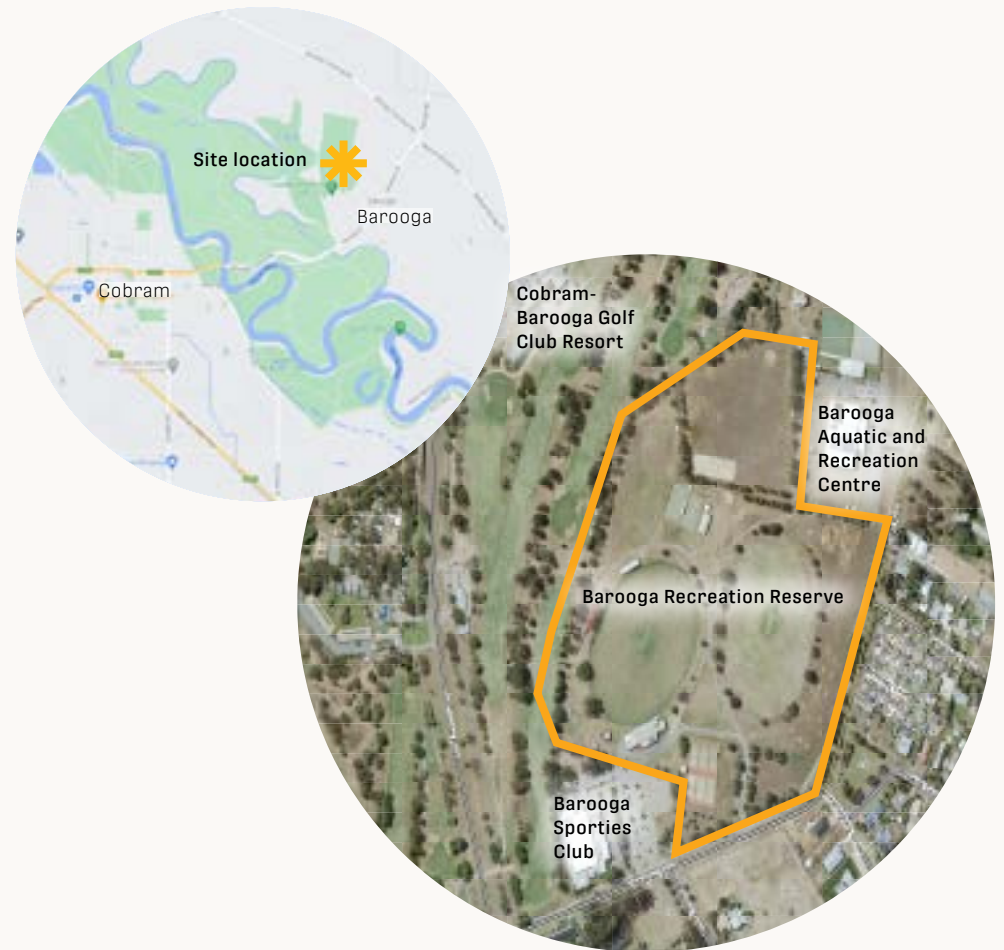 Site location
Barooga
Cobram
Cobram-
Barooga Golf
Club Resort
Barooga
Aquatic and
Recreation
Centre
Barooga Recreation Reserve
Barooga
Sporties
Club